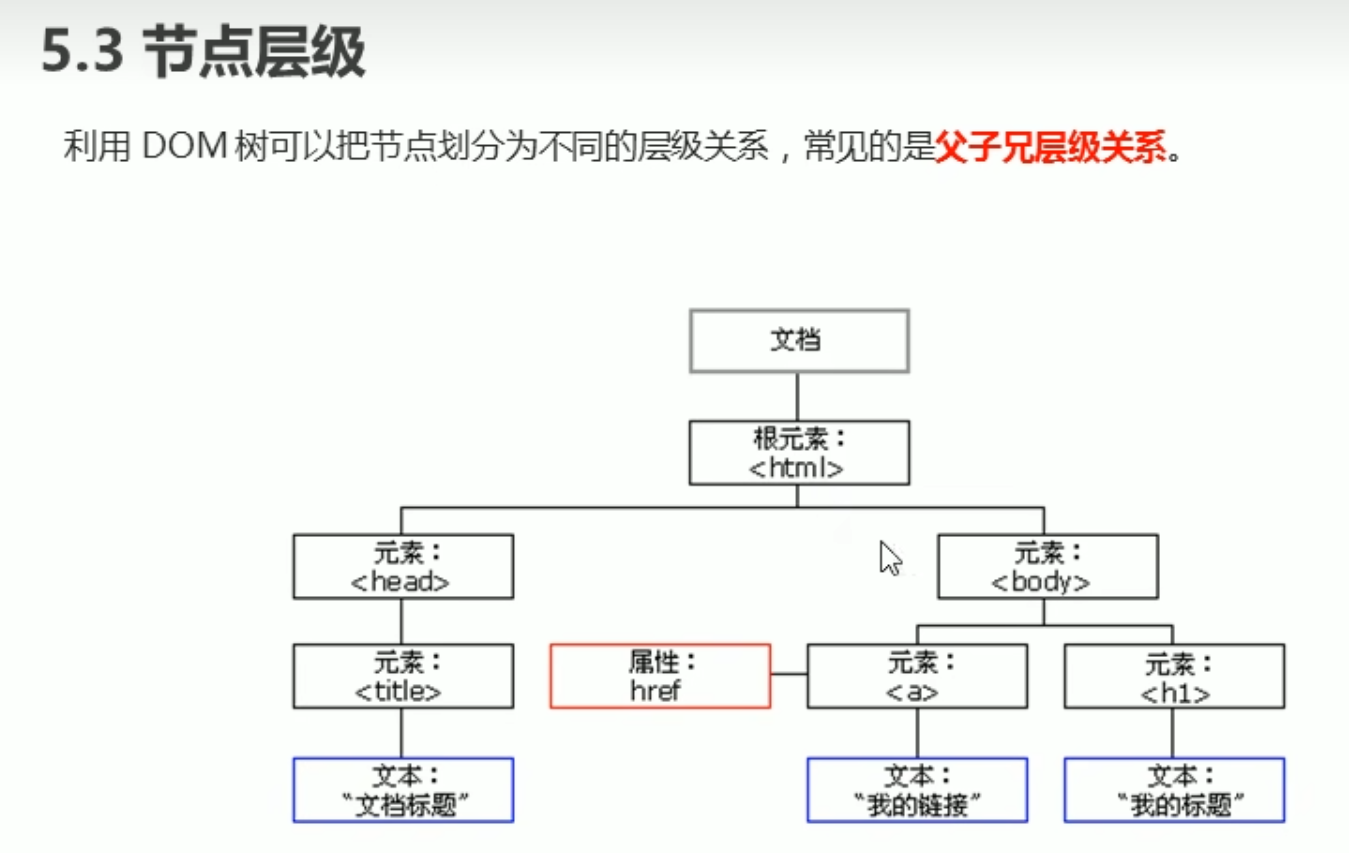 5.3 节点层级
利用 DOM 树可以把节点划分为不同的层级关系，常见的是父子兄层级关系。
文档
根元素：
<html>
元素：
<head>
元素：
<body>
元素：
<title>
属性：
href
元素：
<a>
元素：
<h1>
文本：
“文档标题”
文本：
“我的链接”
文本：
“我的标题”